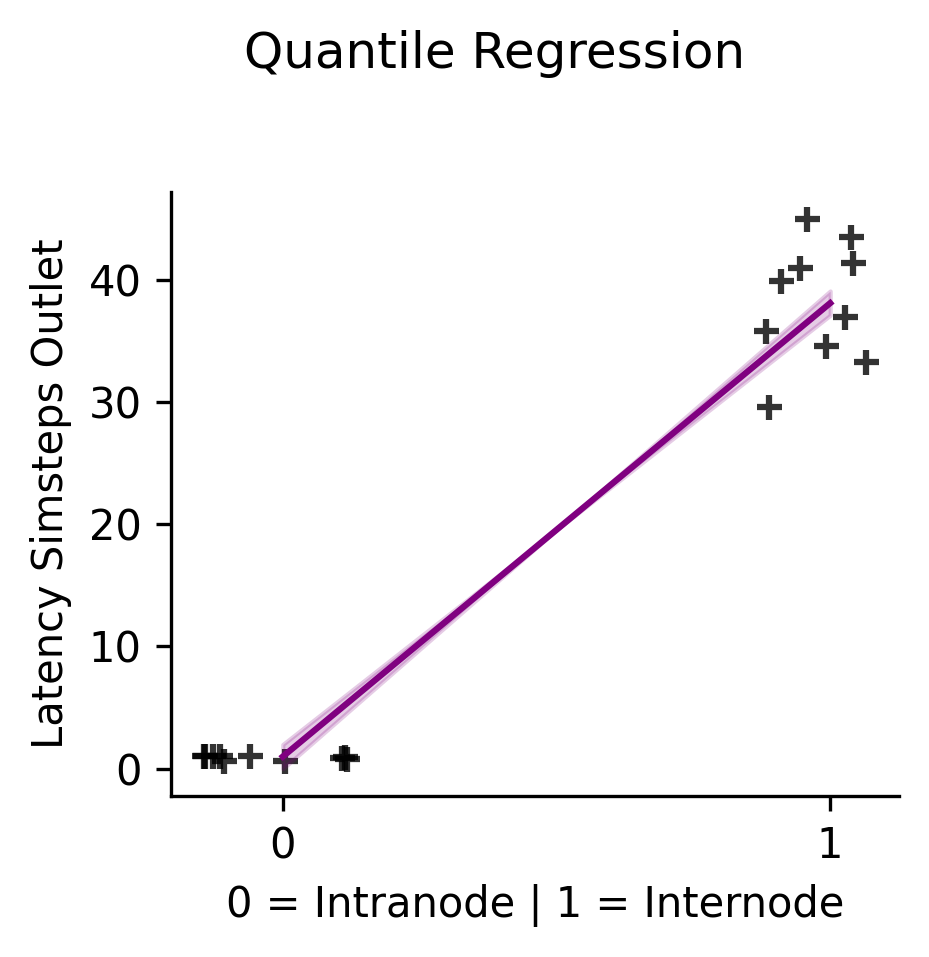 Quantile Regression
Latency Simsteps Outlet
40
30
20
10
0
0 1
0 = Intranode | 1 = Internode